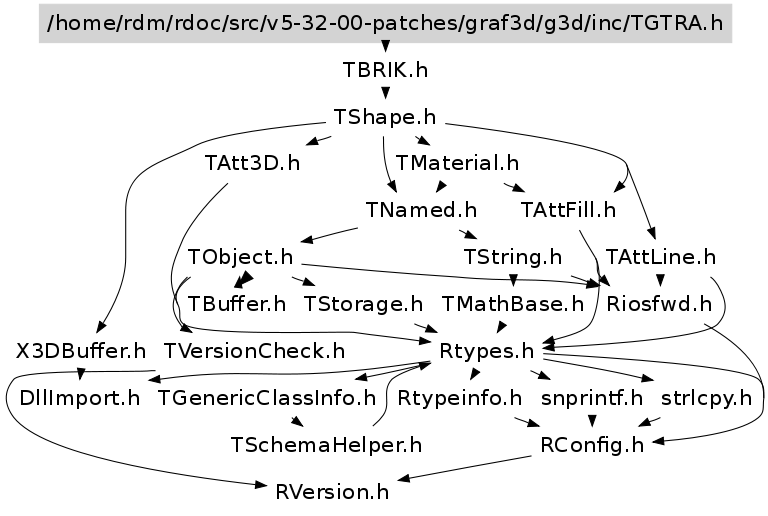 /home/rdm/rdoc/src/v5-32-00-patches/graf3d/g3d/inc/TGTRA.h
TBRIK.h
TShape.h
TAtt3D.h
TMaterial.h
TNamed.h
TAttFill.h
TObject.h
TString.h
TAttLine.h
TBuffer.h
TStorage.h
TMathBase.h
Riosfwd.h
X3DBuffer.h
TVersionCheck.h
Rtypes.h
DllImport.h
TGenericClassInfo.h
Rtypeinfo.h
snprintf.h
strlcpy.h
TSchemaHelper.h
RConfig.h
RVersion.h